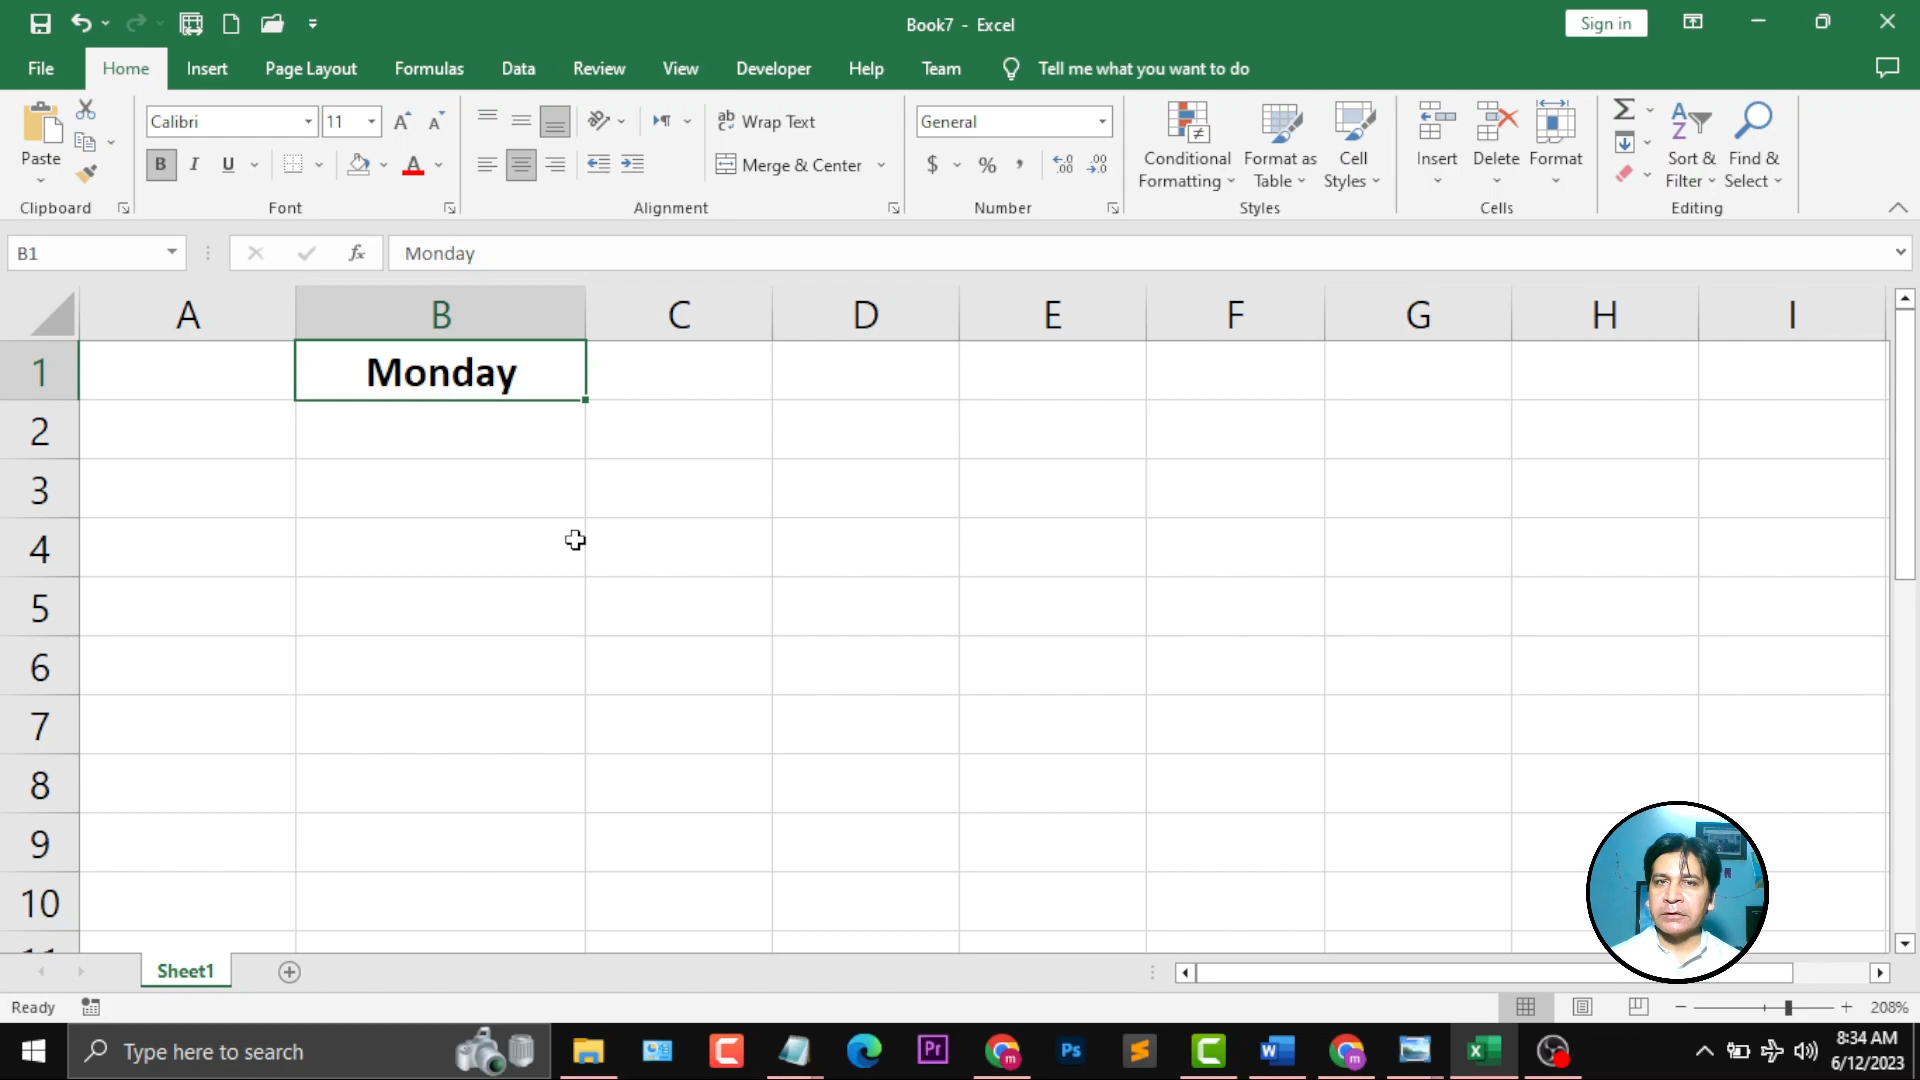 Book7 - Excel
Sign in
File Home Insert Page Layout Formulas Data Review View Developer Help Team Tell me what you want to do
Calibri 11 Wrap Text General
Paste B I U Merge & Center $ % , Conditional Formatting Format as Table Cell Styles Insert Delete Format Sort & Filter Find & Select
Clipboard Font Alignment Number Styles Cells Editing
B1 fx Monday
A B C D E F G H I
1 Monday
2
3
4
5
6
7
8
9
10
Sheet1
Ready 208%
Type here to search
Pr
Ps
8:34 AM
6/12/2023